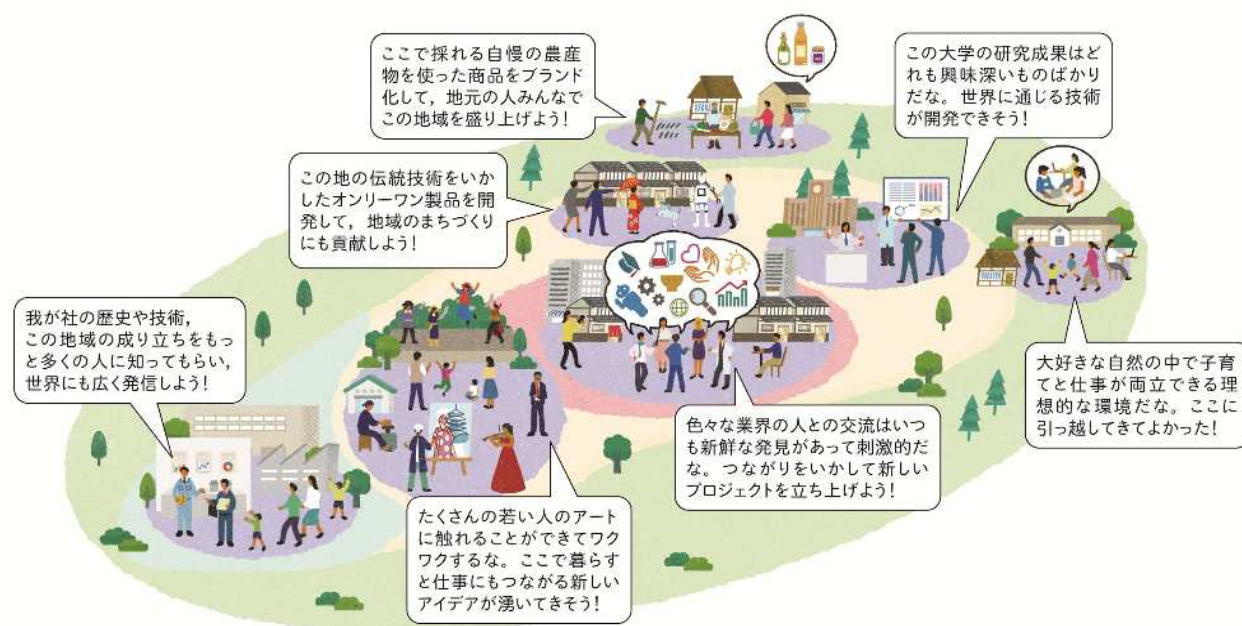 ここで採れる自慢の農産
物を使った商品をブランド
化して，地元の人みんなで
この地域を盛り上げよう！
この大学の研究成果はど
れも興味深いものばかり
だな。世界に通じる技術
が開発できそう！
この地の伝統技術をいか
したオンリーワン製品を開
発して，地域のまちづくり
にも貢献しよう！
我が社の歴史や技術，
この地域の成り立ちをもっ
と多くの人に知ってもらい，
世界にも広く発信しよう！
大好きな自然の中で子育
てと仕事が両立できる理
想的な環境だな。ここに
引っ越してきてよかった！
色々な業界の人との交流はいつ
も新鮮な発見があって刺激的だ
な。つながりをいかして新しい
プロジェクトを立ち上げよう！
たくさんの若い人のアート
に触れることができてワク
ワクするな。ここで暮らす
と仕事にもつながる新しい
アイデアが湧いてきそう！